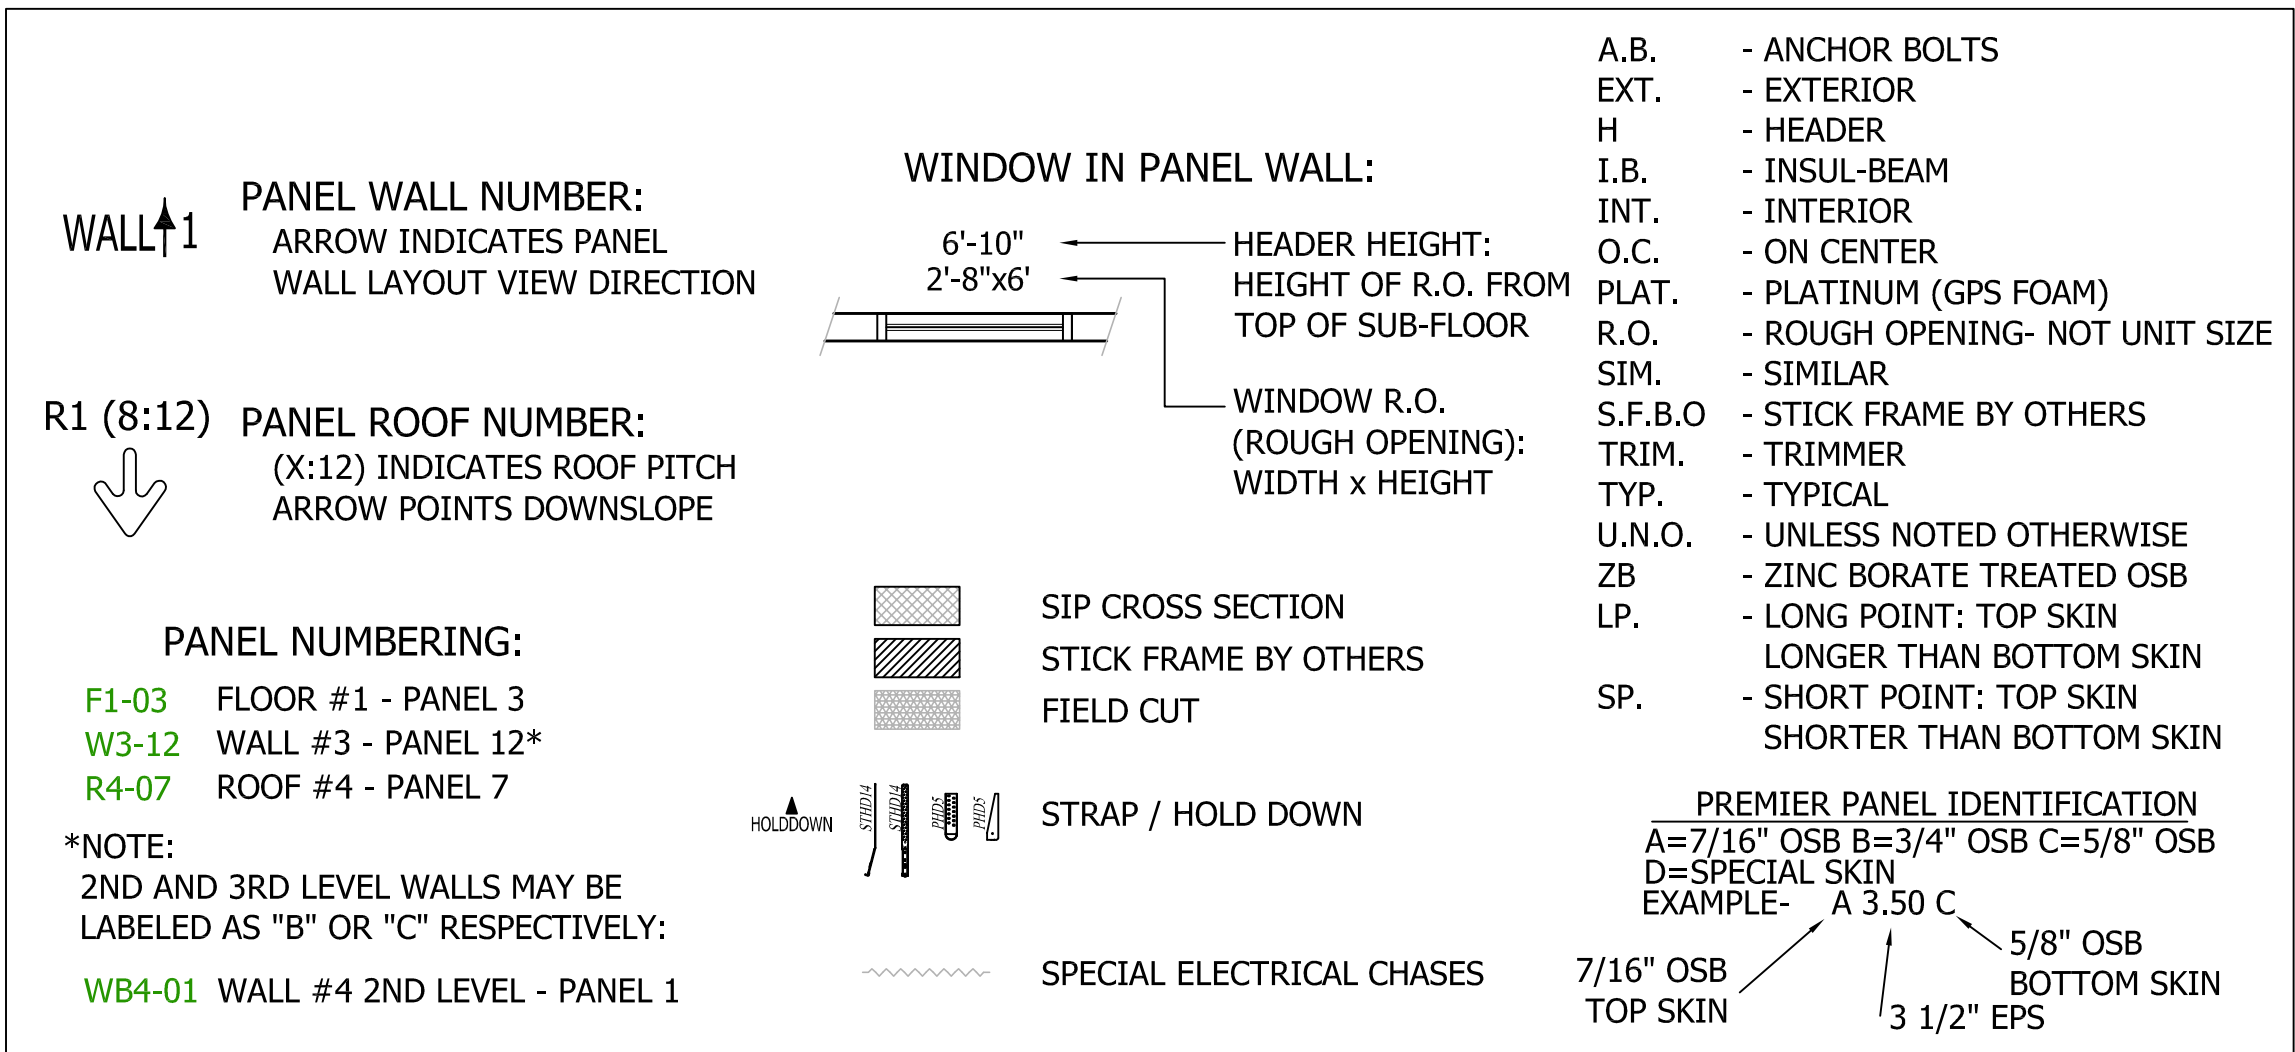 WALL 1
PANEL WALL NUMBER:
ARROW INDICATES PANEL
WALL LAYOUT VIEW DIRECTION
R1 (8:12)
PANEL ROOF NUMBER:
(X:12) INDICATES ROOF PITCH
ARROW POINTS DOWNSLOPE
PANEL NUMBERING:
F1-03 FLOOR #1 - PANEL 3
W3-12 WALL #3 - PANEL 12*
R4-07 ROOF #4 - PANEL 7
*NOTE:
2ND AND 3RD LEVEL WALLS MAY BE
LABELED AS "B" OR "C" RESPECTIVELY:
WB4-01 WALL #4 2ND LEVEL - PANEL 1
WINDOW IN PANEL WALL:
6'-10"
2'-8"x6'
HEADER HEIGHT:
HEIGHT OF R.O. FROM
TOP OF SUB-FLOOR
WINDOW R.O.
(ROUGH OPENING):
WIDTH x HEIGHT
SIP CROSS SECTION
STICK FRAME BY OTHERS
FIELD CUT
HOLDDOWN
STHD14
STHD14
PHD5
PHD5
STRAP / HOLD DOWN
SPECIAL ELECTRICAL CHASES
A.B. - ANCHOR BOLTS
EXT. - EXTERIOR
H - HEADER
I.B. - INSUL-BEAM
INT. - INTERIOR
O.C. - ON CENTER
PLAT. - PLATINUM (GPS FOAM)
R.O. - ROUGH OPENING- NOT UNIT SIZE
SIM. - SIMILAR
S.F.B.O - STICK FRAME BY OTHERS
TRIM. - TRIMMER
TYP. - TYPICAL
U.N.O. - UNLESS NOTED OTHERWISE
ZB - ZINC BORATE TREATED OSB
LP. - LONG POINT: TOP SKIN
LONGER THAN BOTTOM SKIN
SP. - SHORT POINT: TOP SKIN
SHORTER THAN BOTTOM SKIN
PREMIER PANEL IDENTIFICATION
A=7/16" OSB B=3/4" OSB C=5/8" OSB
D=SPECIAL SKIN
EXAMPLE- A 3.50 C
7/16" OSB
TOP SKIN
5/8" OSB
BOTTOM SKIN
3 1/2" EPS